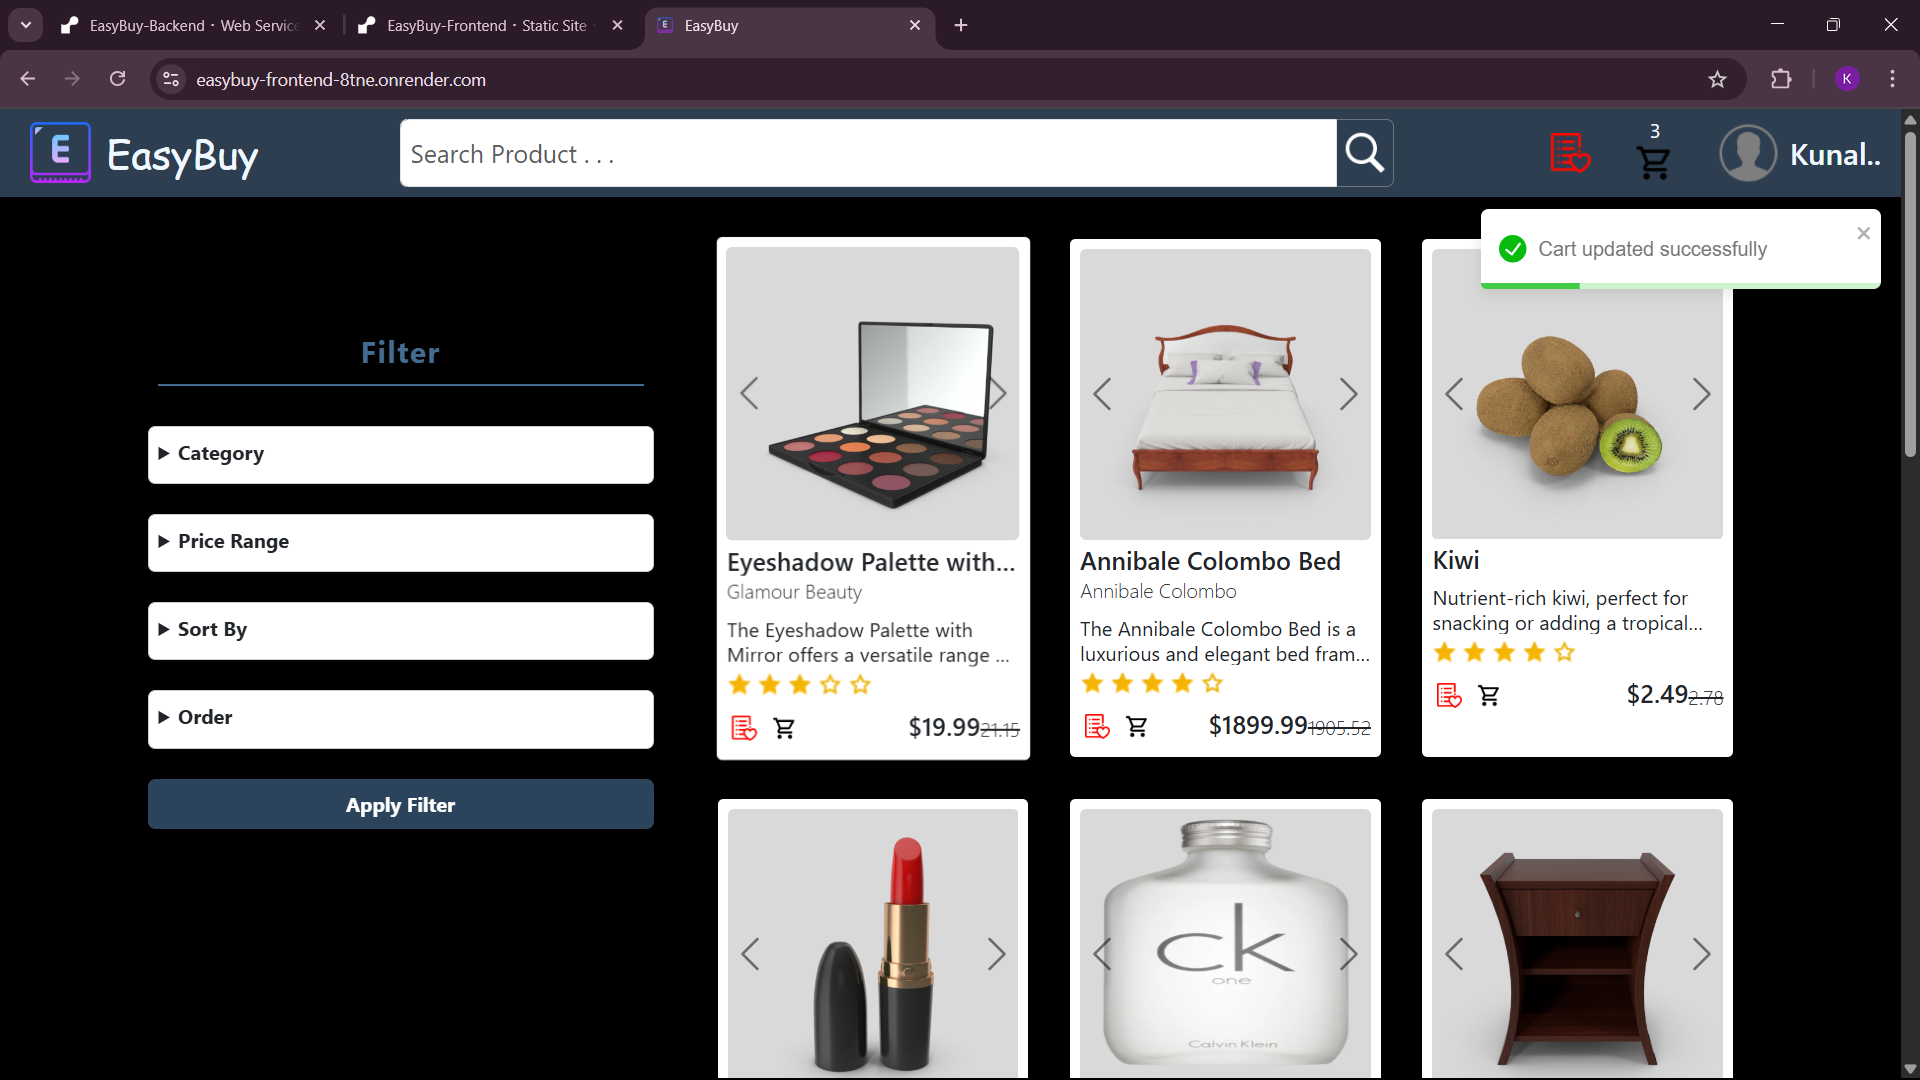 EasyBuy-Backend · Web Service
EasyBuy-Frontend · Static Site
EasyBuy
easybuy-frontend-8tne.onrender.com
K
E
EasyBuy
Search Product . . .
3
Kunal..
Cart updated successfully
Filter
Category
Price Range
Sort By
Order
Apply Filter
Eyeshadow Palette with...
Glamour Beauty
The Eyeshadow Palette with
Mirror offers a versatile range ...
$19.99 21.15
Annibale Colombo Bed
Annibale Colombo
The Annibale Colombo Bed is a
luxurious and elegant bed fram...
$1899.99 1905.52
Kiwi
Nutrient-rich kiwi, perfect for
snacking or adding a tropical...
$2.49 2.78
ck
one
Calvin Klein